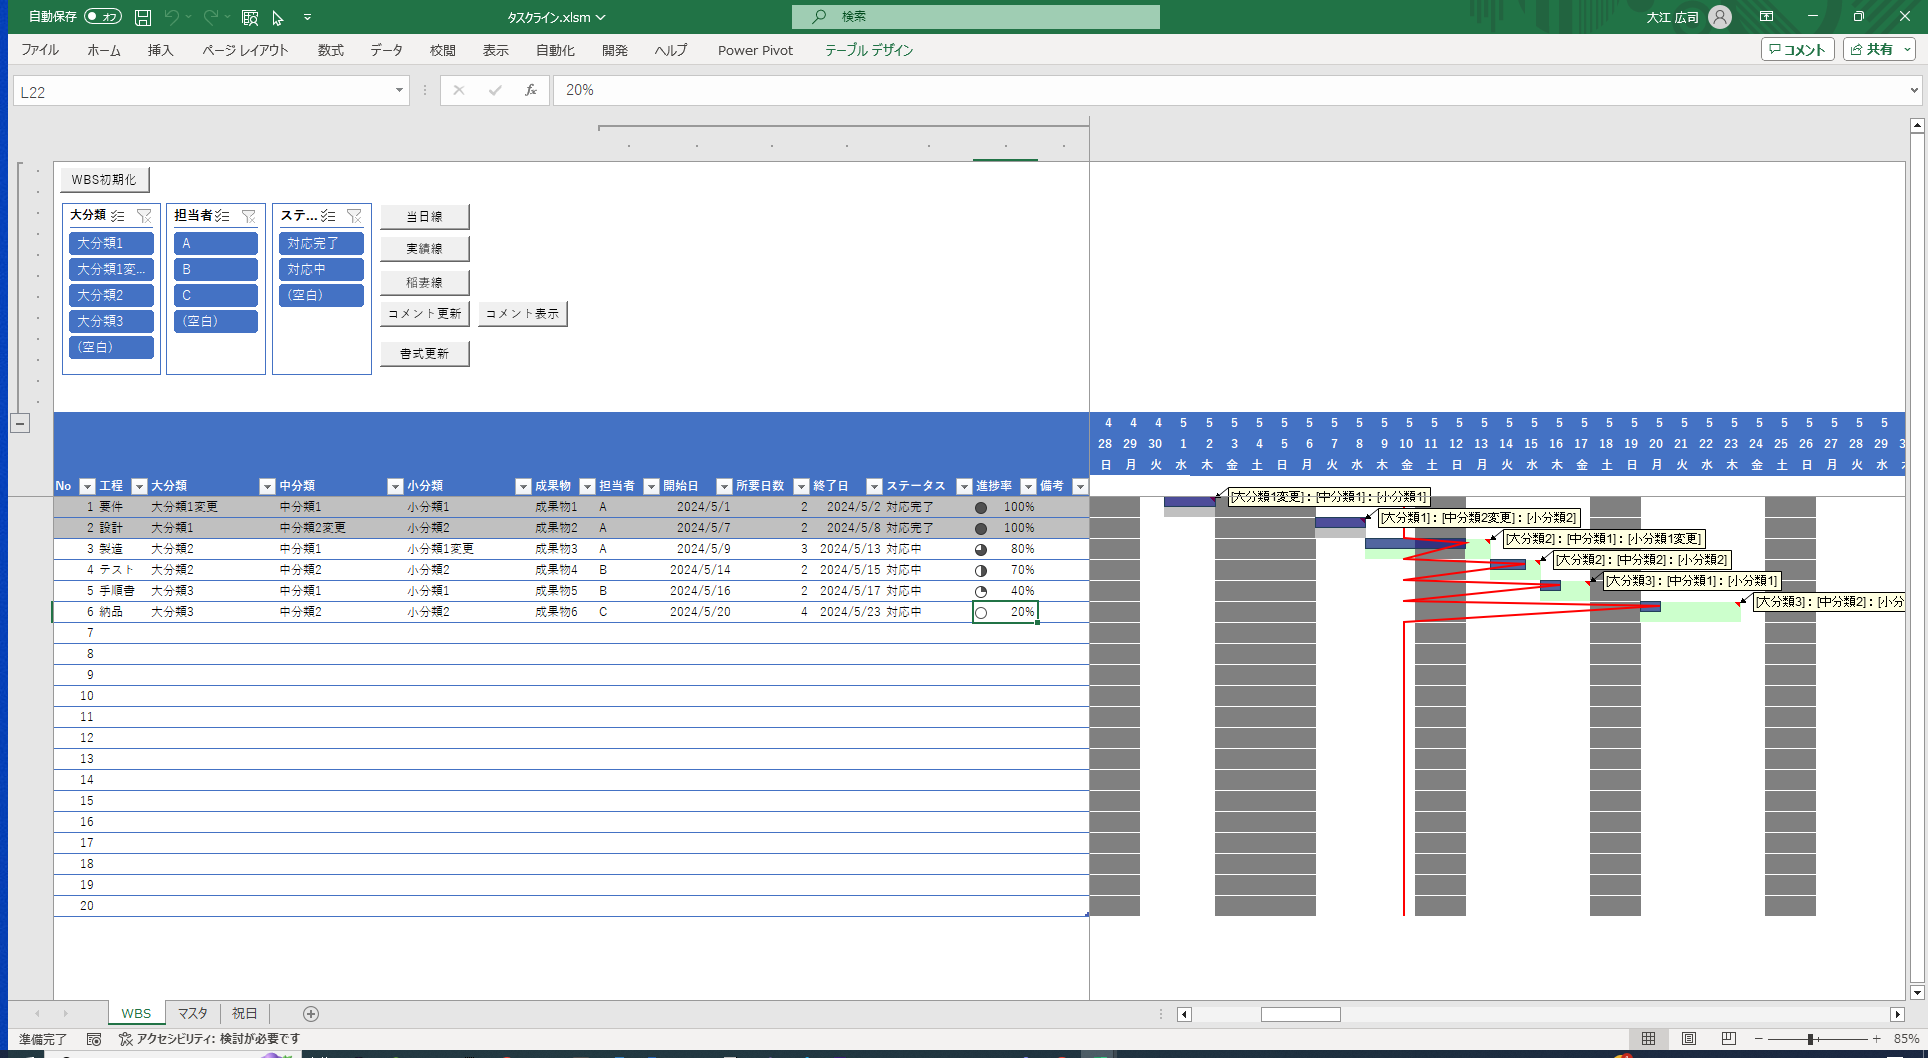 自動保存 オフ タスクライン.xlsm 検索 大江 広司
ファイル ホーム 挿入 ページ レイアウト 数式 データ 校閲 表示 自動化 開発 ヘルプ Power Pivot テーブル デザイン コメント 共有
L22 fx 20%
WBS初期化
大分類 担当者 ステ... 当日線
大分類1 A 対応完了 実績線
大分類1変... B 対応中 稲妻線
大分類2 C (空白) コメント更新 コメント表示
大分類3 (空白) 書式更新
(空白)
4 4 4 5 5 5 5 5 5 5 5 5 5 5 5 5 5 5 5 5 5 5 5 5 5 5 5 5 5 5 5 5
28 29 30 1 2 3 4 5 6 7 8 9 10 11 12 13 14 15 16 17 18 19 20 21 22 23 24 25 26 27 28 29
日 月 火 水 木 金 土 日 月 火 水 木 金 土 日 月 火 水 木 金 土 日 月 火 水 木 金 土 日 月 火 水
No 工程 大分類 中分類 小分類 成果物 担当者 開始日 所要日数 終了日 ステータス 進捗率 備考
1 要件 大分類1変更 中分類1 小分類1 成果物1 A 2024/5/1 2 2024/5/2 対応完了 100% [大分類1変更]：[中分類1]：[小分類1]
2 設計 大分類1 中分類2変更 小分類2 成果物2 A 2024/5/7 2 2024/5/8 対応完了 100% [大分類1]：[中分類2変更]：[小分類2]
3 製造 大分類2 中分類1 小分類1変更 成果物3 A 2024/5/9 3 2024/5/13 対応中 80% [大分類2]：[中分類1]：[小分類1変更]
4 テスト 大分類2 中分類2 小分類2 成果物4 B 2024/5/14 2 2024/5/15 対応中 70% [大分類2]：[中分類2]：[小分類2]
5 手順書 大分類3 中分類1 小分類1 成果物5 B 2024/5/16 2 2024/5/17 対応中 40% [大分類3]：[中分類1]：[小分類1]
6 納品 大分類3 中分類2 小分類2 成果物6 C 2024/5/20 4 2024/5/23 対応中 20% [大分類3]：[中分類2]：[小分
7
8
9
10
11
12
13
14
15
16
17
18
19
20
WBS マスタ 祝日
準備完了 アクセシビリティ: 検討が必要です 85%